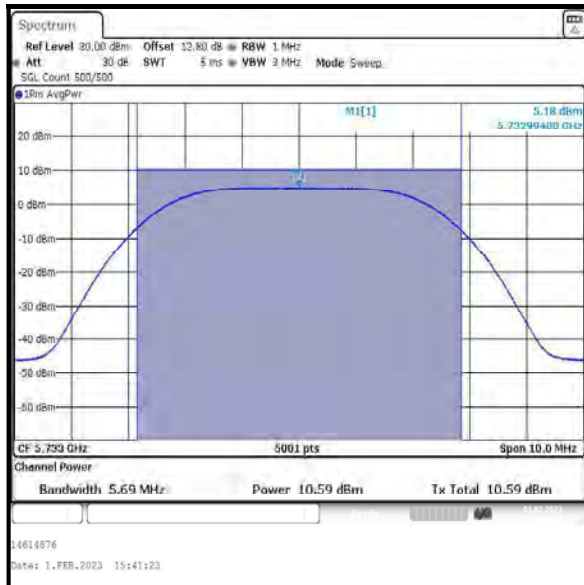 Spectrum
Ref Level 30.00 dBm Offset 12.80 dB RBW 1 MHz
Att 30 dB SWT 5 ms VBW 3 MHz Mode Sweep
SGL Count 500/500
1Rm AvgPwr
M1[1] 5.18 dBm
5.73299400 GHz
20 dBm
10 dBm
0 dBm
-10 dBm
-20 dBm
-30 dBm
-40 dBm
-50 dBm
-60 dBm
CF 5.733 GHz 5001 pts Span 10.0 MHz
Channel Power
Bandwidth 5.69 MHz Power 10.59 dBm Tx Total 10.59 dBm
14614876
Date: 1.FEB.2023 15:41:23